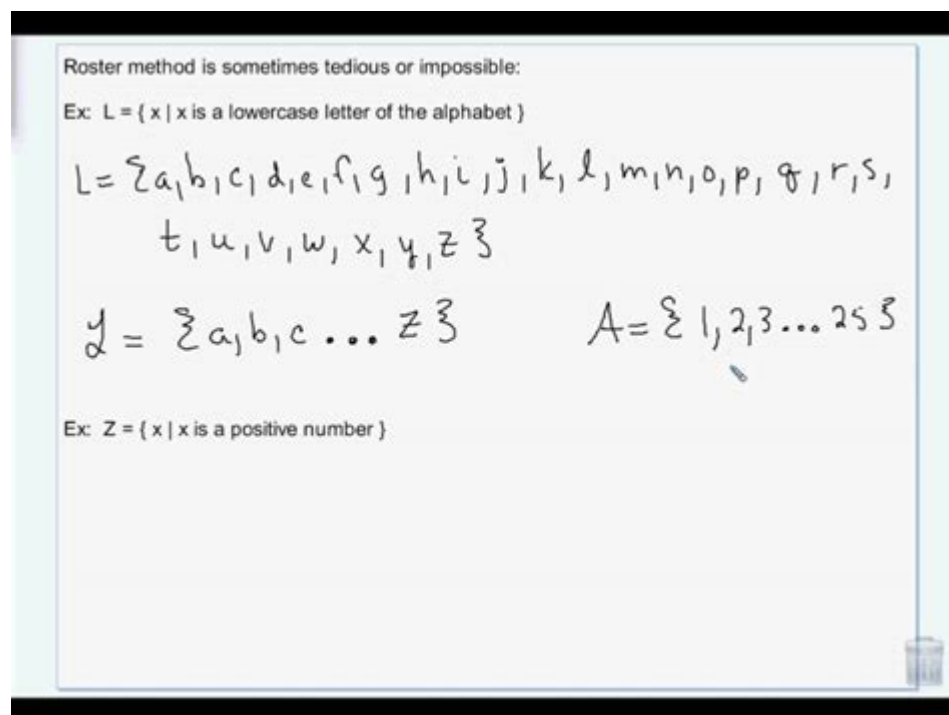 Roster method is sometimes tedious or impossible:
Ex: L = { x | x is a lowercase letter of the alphabet }
L = {a, b, c, d, e, f, g, h, i, j, k, l, m, n, o, p, q, r, s,
t, u, v, w, x, y, z }
L = {a, b, c ... z }
A = { 1, 2, 3 ... 25 }
Ex: Z = { x | x is a positive number }